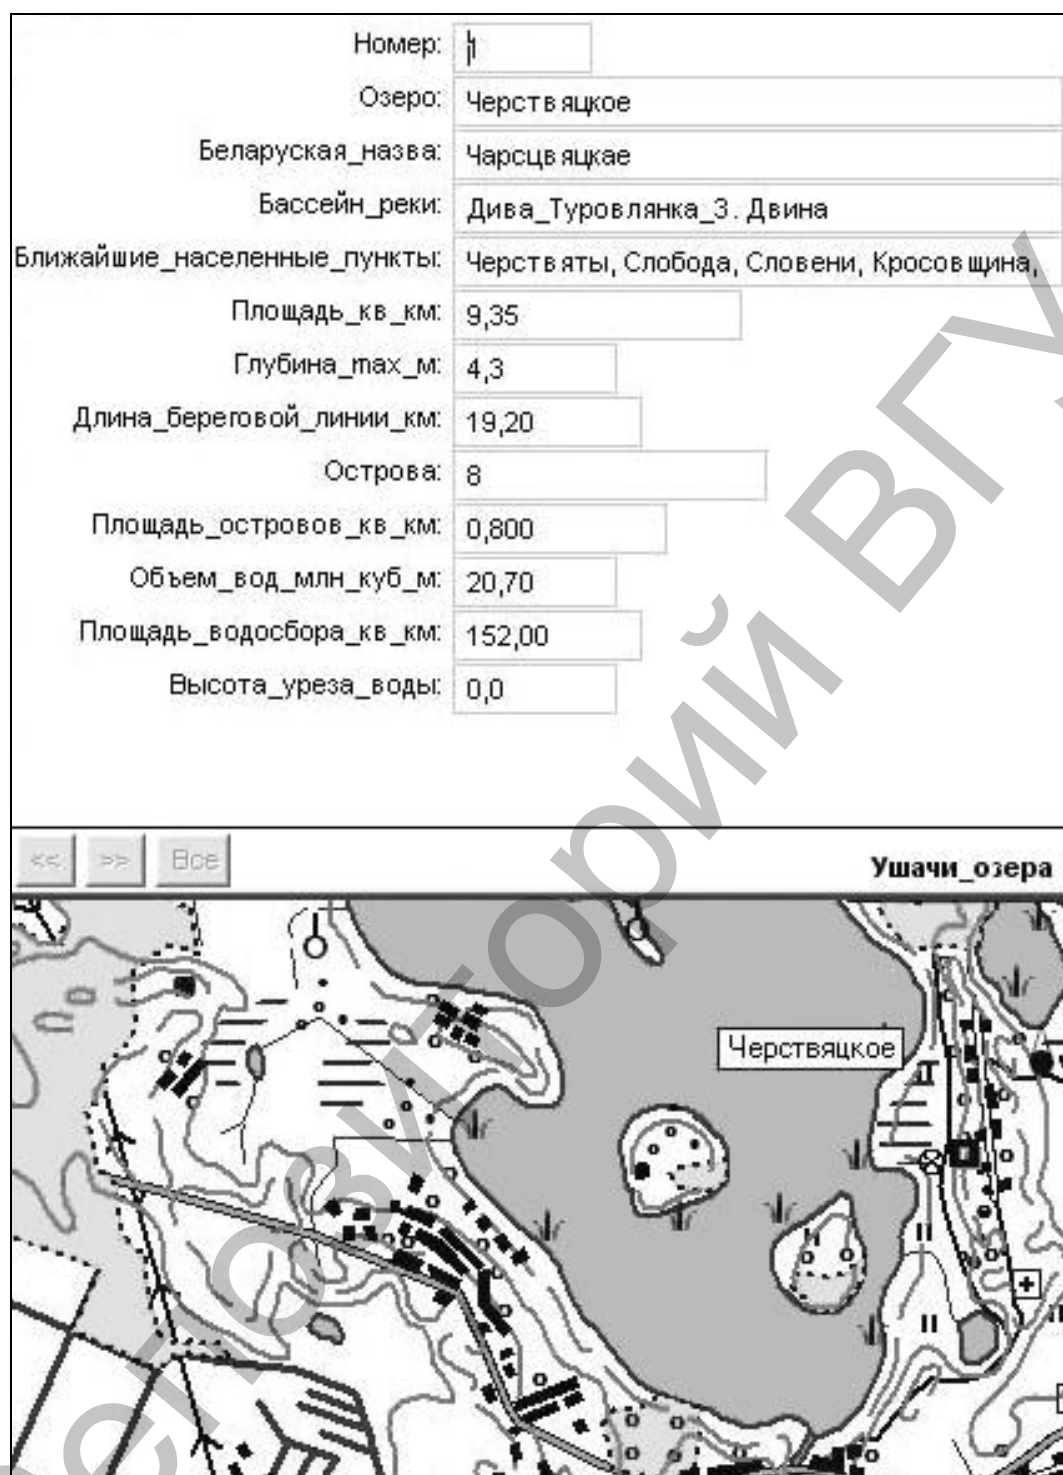 Номер: 1
Озеро: Черствяцкое
Беларуская_назва: Чарсцвяцкае
Бассейн_реки: Дива_Туровлянка_З. Двина
Ближайшие_населенные_пункты: Черствяты, Слобода, Словени, Кросовщина,
Площадь_кв_км: 9,35
Глубина_max_м: 4,3
Длина_береговой_линии_км: 19,20
Острова: 8
Площадь_островов_кв_км: 0,800
Объем_вод_млн_куб_м: 20,70
Площадь_водосбора_кв_км: 152,00
Высота_уреза_воды: 0,0
<< >> Все Ушачи_озера
Черствяцкое
Репозиторий ВГУ